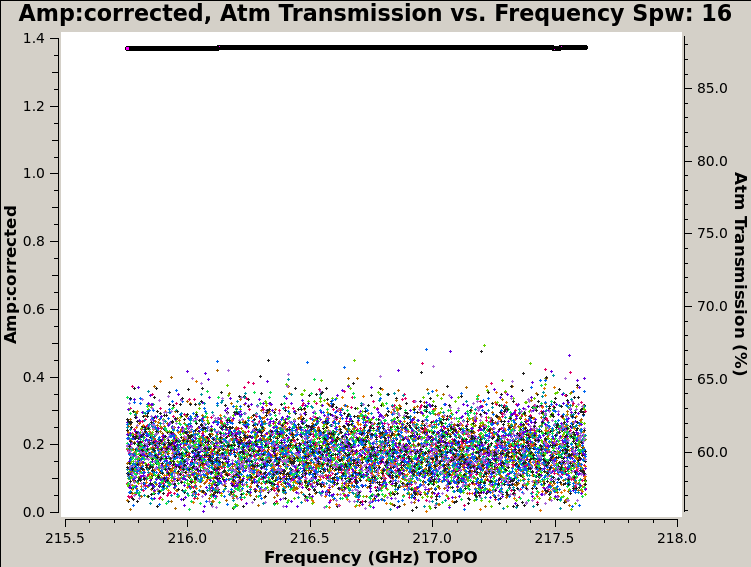 Amp:corrected, Atm Transmission vs. Frequency Spw: 16
1.4
1.2
1.0
0.8
0.6
0.4
0.2
0.0
Amp:corrected
85.0
80.0
75.0
70.0
65.0
60.0
Atm Transmission (%)
215.5 216.0 216.5 217.0 217.5 218.0
Frequency (GHz) TOPO